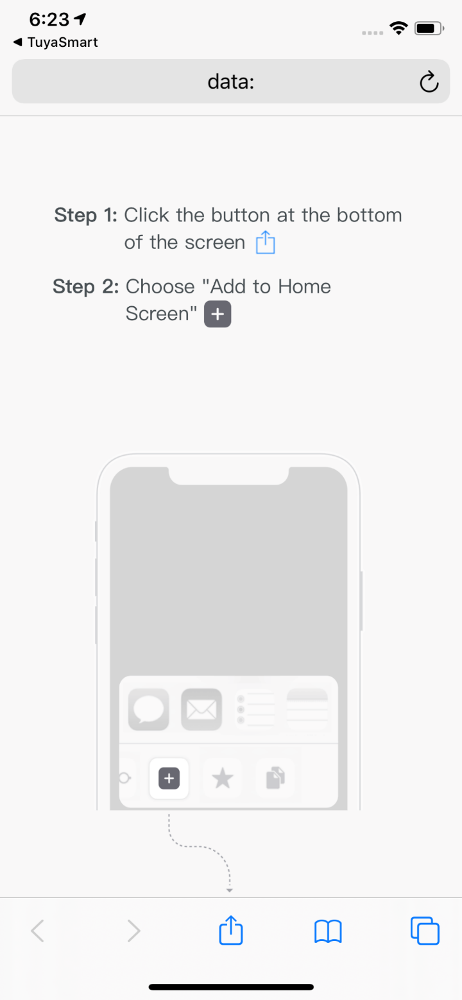 6:23
TuyaSmart
data:
Step 1: Click the button at the bottom
of the screen
Step 2: Choose "Add to Home
Screen"